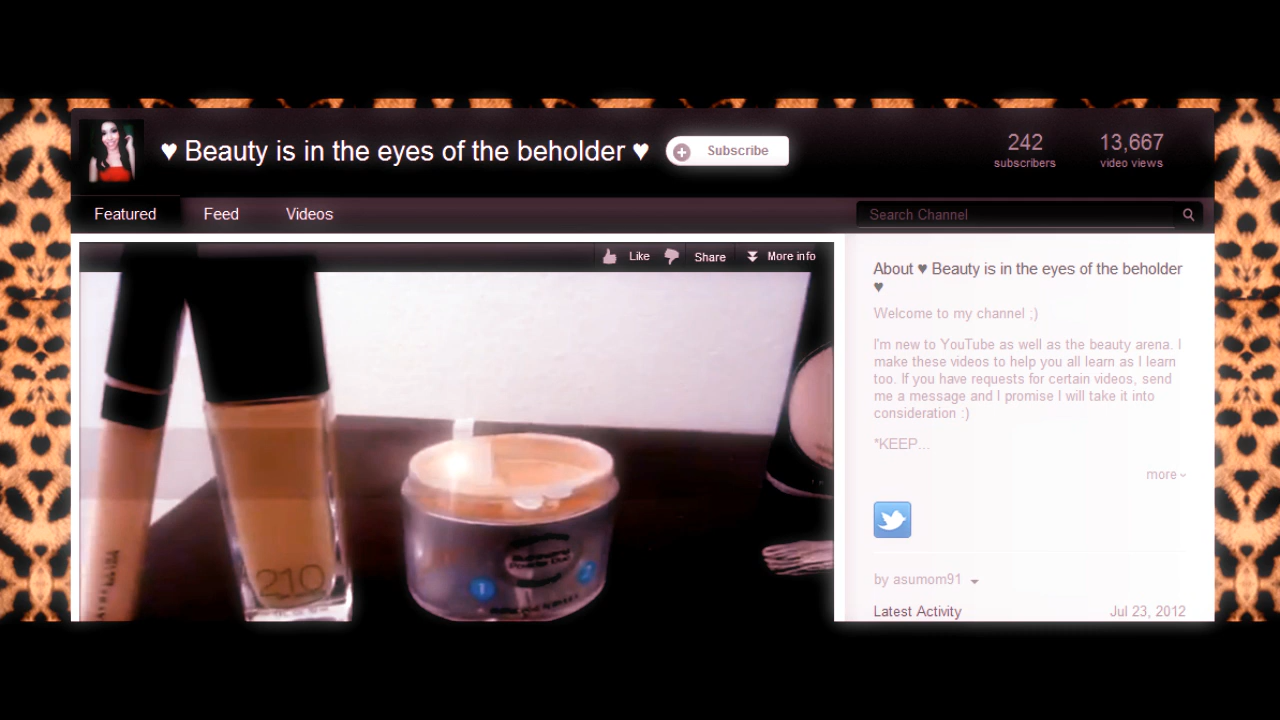 ♥ Beauty is in the eyes of the beholder ♥
Subscribe
242
subscribers
13,667
video views
Featured
Feed
Videos
Search Channel
Like
Share
More info
210
1
2
About ♥ Beauty is in the eyes of the beholder
♥
Welcome to my channel ;)
I'm new to YouTube as well as the beauty arena. I
make these videos to help you all learn as I learn
too. If you have requests for certain videos, send
me a message and I promise I will take it into
consideration :)
*KEEP...
more
by asumom91
Latest Activity
Jul 23, 2012